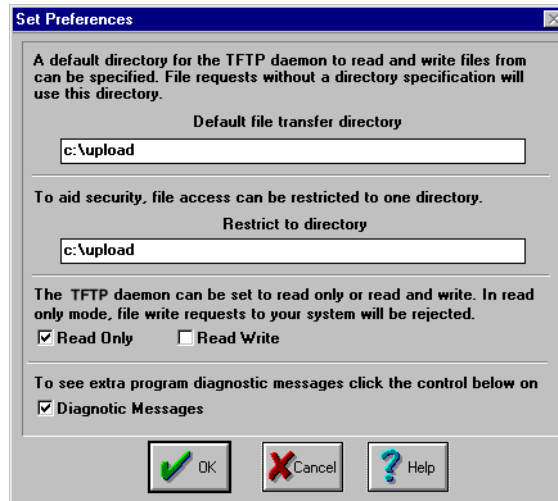 Set Preferences
A default directory for the TFTP daemon to read and write files from
can be specified. File requests without a directory specification will
use this directory.
Default file transfer directory
c:\upload
To aid security, file access can be restricted to one directory.
Restrict to directory
c:\upload
The TFTP daemon can be set to read only or read and write. In read
only mode, file write requests to your system will be rejected.
Read Only Read Write
To see extra program diagnostic messages click the control below on
Diagnotic Messages
OK Cancel Help